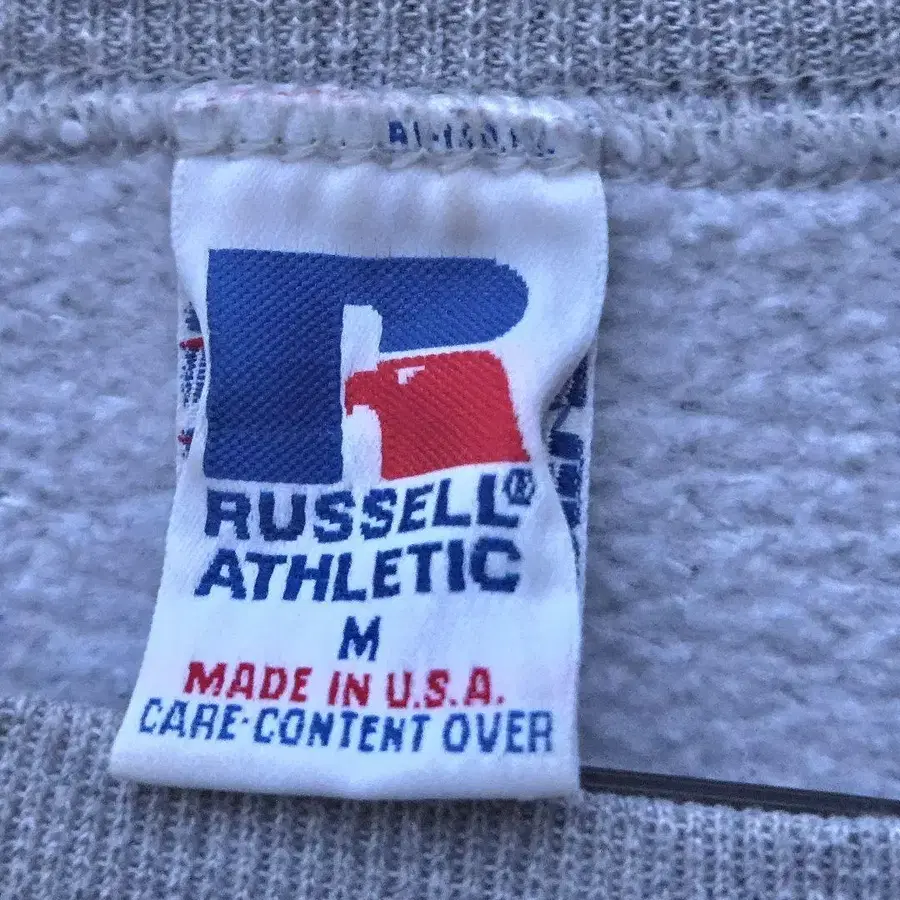 RUSSELL®
ATHLETIC
M
MADE IN U.S.A.
CARE-CONTENT OVER